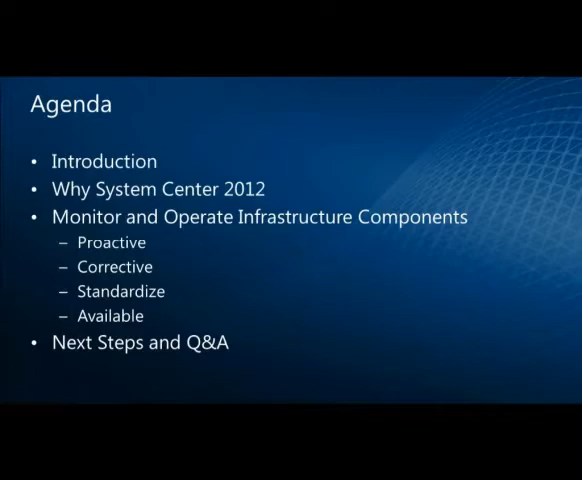 Agenda
• Introduction
• Why System Center 2012
• Monitor and Operate Infrastructure Components
– Proactive
– Corrective
– Standardize
– Available
• Next Steps and Q&A